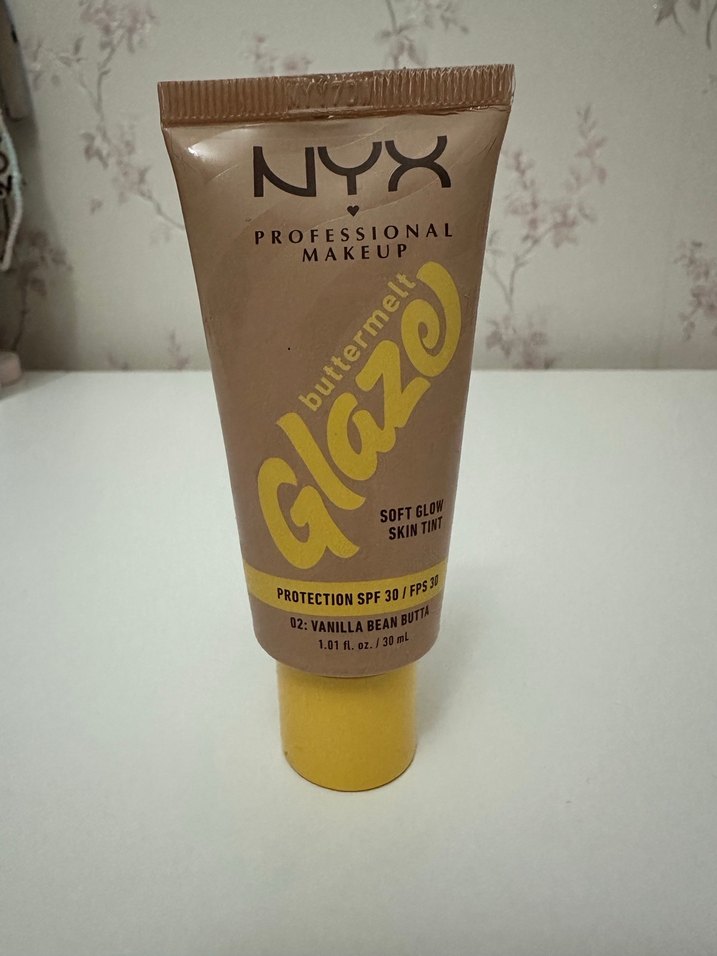 NYX
PROFESSIONAL
MAKEUP
buttermelt
Glaze
SOFT GLOW
SKIN TINT
PROTECTION SPF 30 / FPS 30
02: VANILLA BEAN BUTTA
1.01 fl. oz. / 30 mL